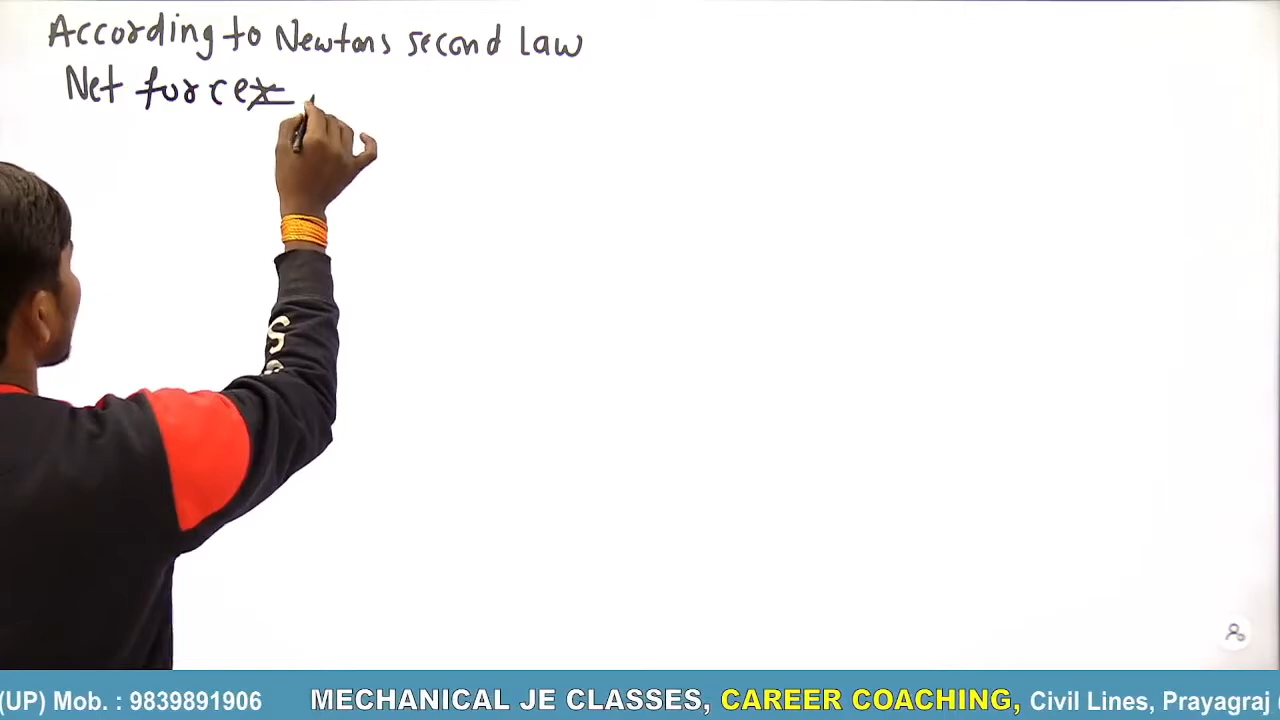 According to Newtons second law
Net force
(UP) Mob. : 9839891906 MECHANICAL JE CLASSES, CAREER COACHING, Civil Lines, Prayagraj